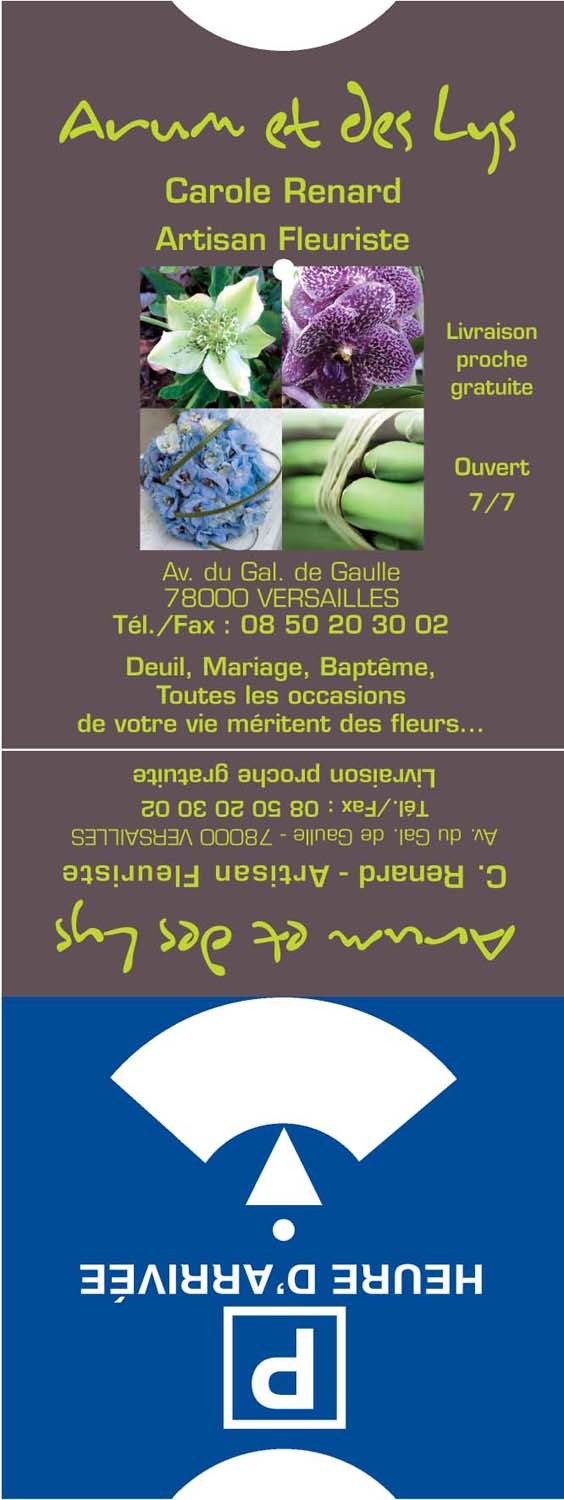 Arum et des Lys
Carole Renard
Artisan Fleuriste
Livraison
proche
gratuite
Ouvert
7/7
Av. du Gal. de Gaulle
78000 VERSAILLES
Tél./Fax : 08 50 20 30 02
Deuil, Mariage, Baptême,
Toutes les occasions
de votre vie méritent des fleurs...
P
HEURE D'ARRIVÉE
Arum et des Lys
C. Renard - Artisan Fleuriste
Av. du Gal. de Gaulle - 78000 VERSAILLES
Tél./Fax : 08 50 20 30 02
Livraison proche gratuite